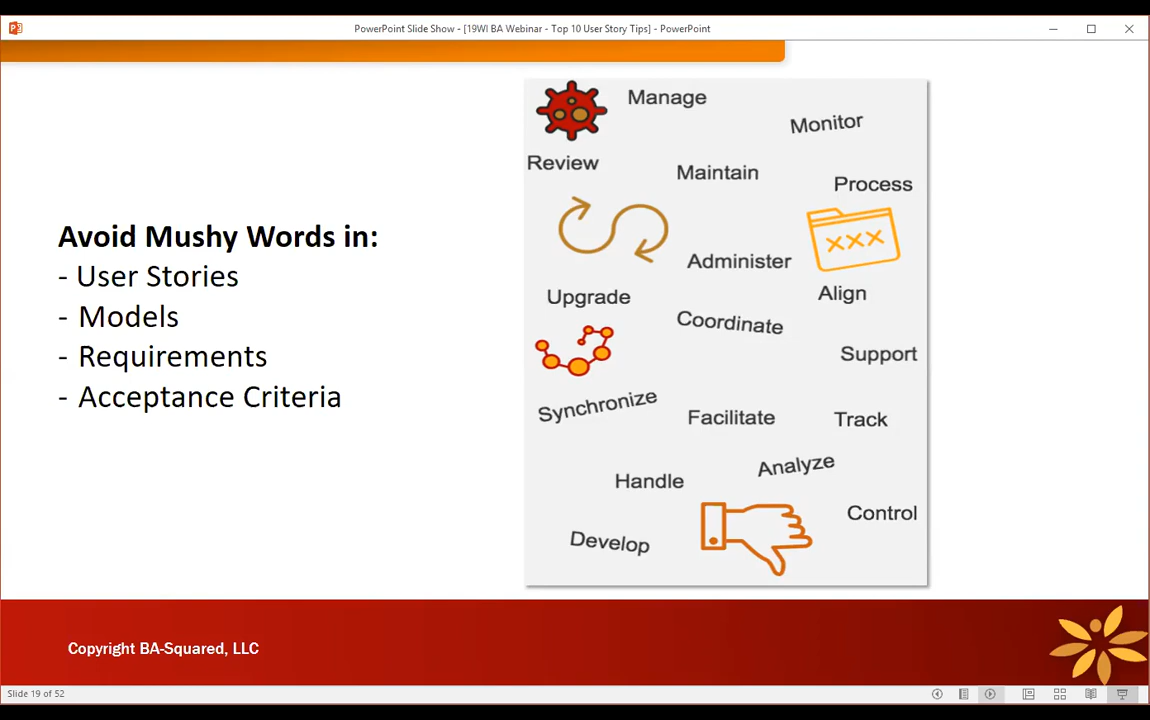 PowerPoint Slide Show - [19WI BA Webinar - Top 10 User Story Tips] - PowerPoint
Avoid Mushy Words in:
- User Stories
- Models
- Requirements
- Acceptance Criteria
Manage
Monitor
Review
Maintain
Process
XXX
Administer
Align
Upgrade
Coordinate
Support
Synchronize
Facilitate
Track
Analyze
Handle
Control
Develop
Copyright BA-Squared, LLC
Slide 19 of 52